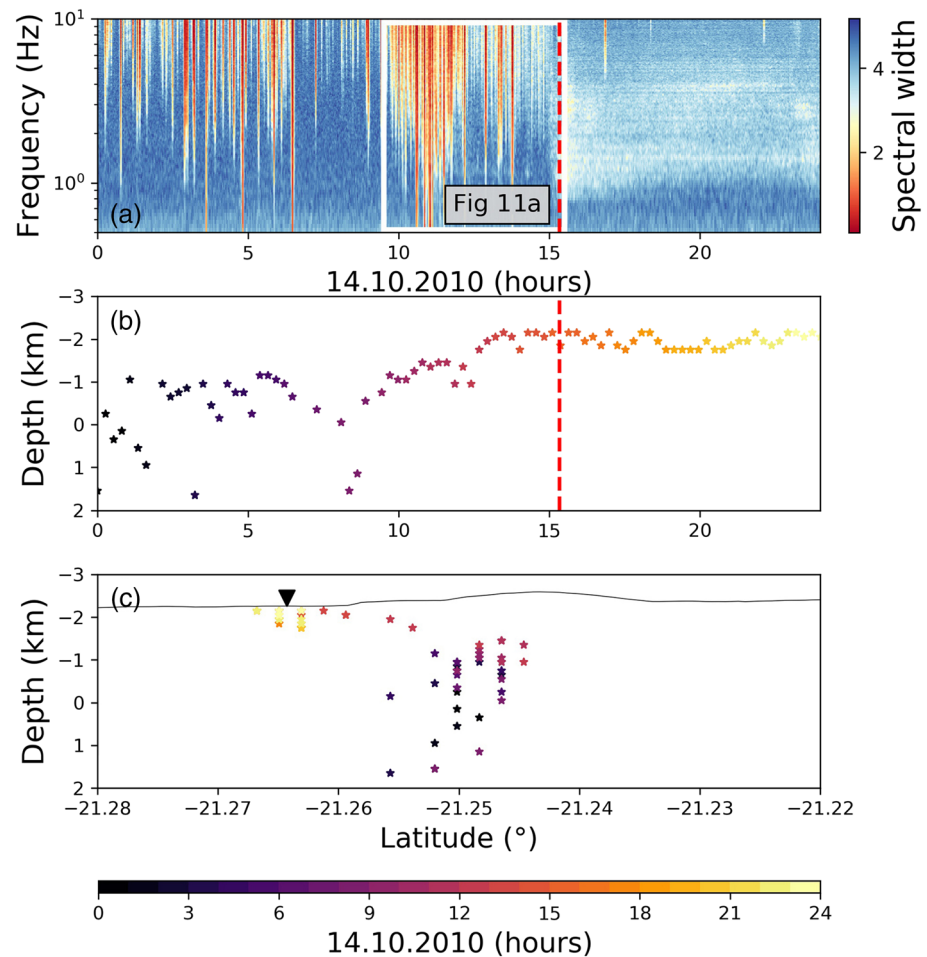 Frequency (Hz)
10¹
10⁰
(a)
Fig 11a
0 5 10 15 20
14.10.2010 (hours)
4
2
Spectral width
Depth (km)
−3
(b)
−2
−1
0
1
2
0 5 10 15 20
Depth (km)
−3
(c)
−2
−1
0
1
2
−21.28 −21.27 −21.26 −21.25 −21.24 −21.23 −21.22
Latitude (°)
0 3 6 9 12 15 18 21 24
14.10.2010 (hours)